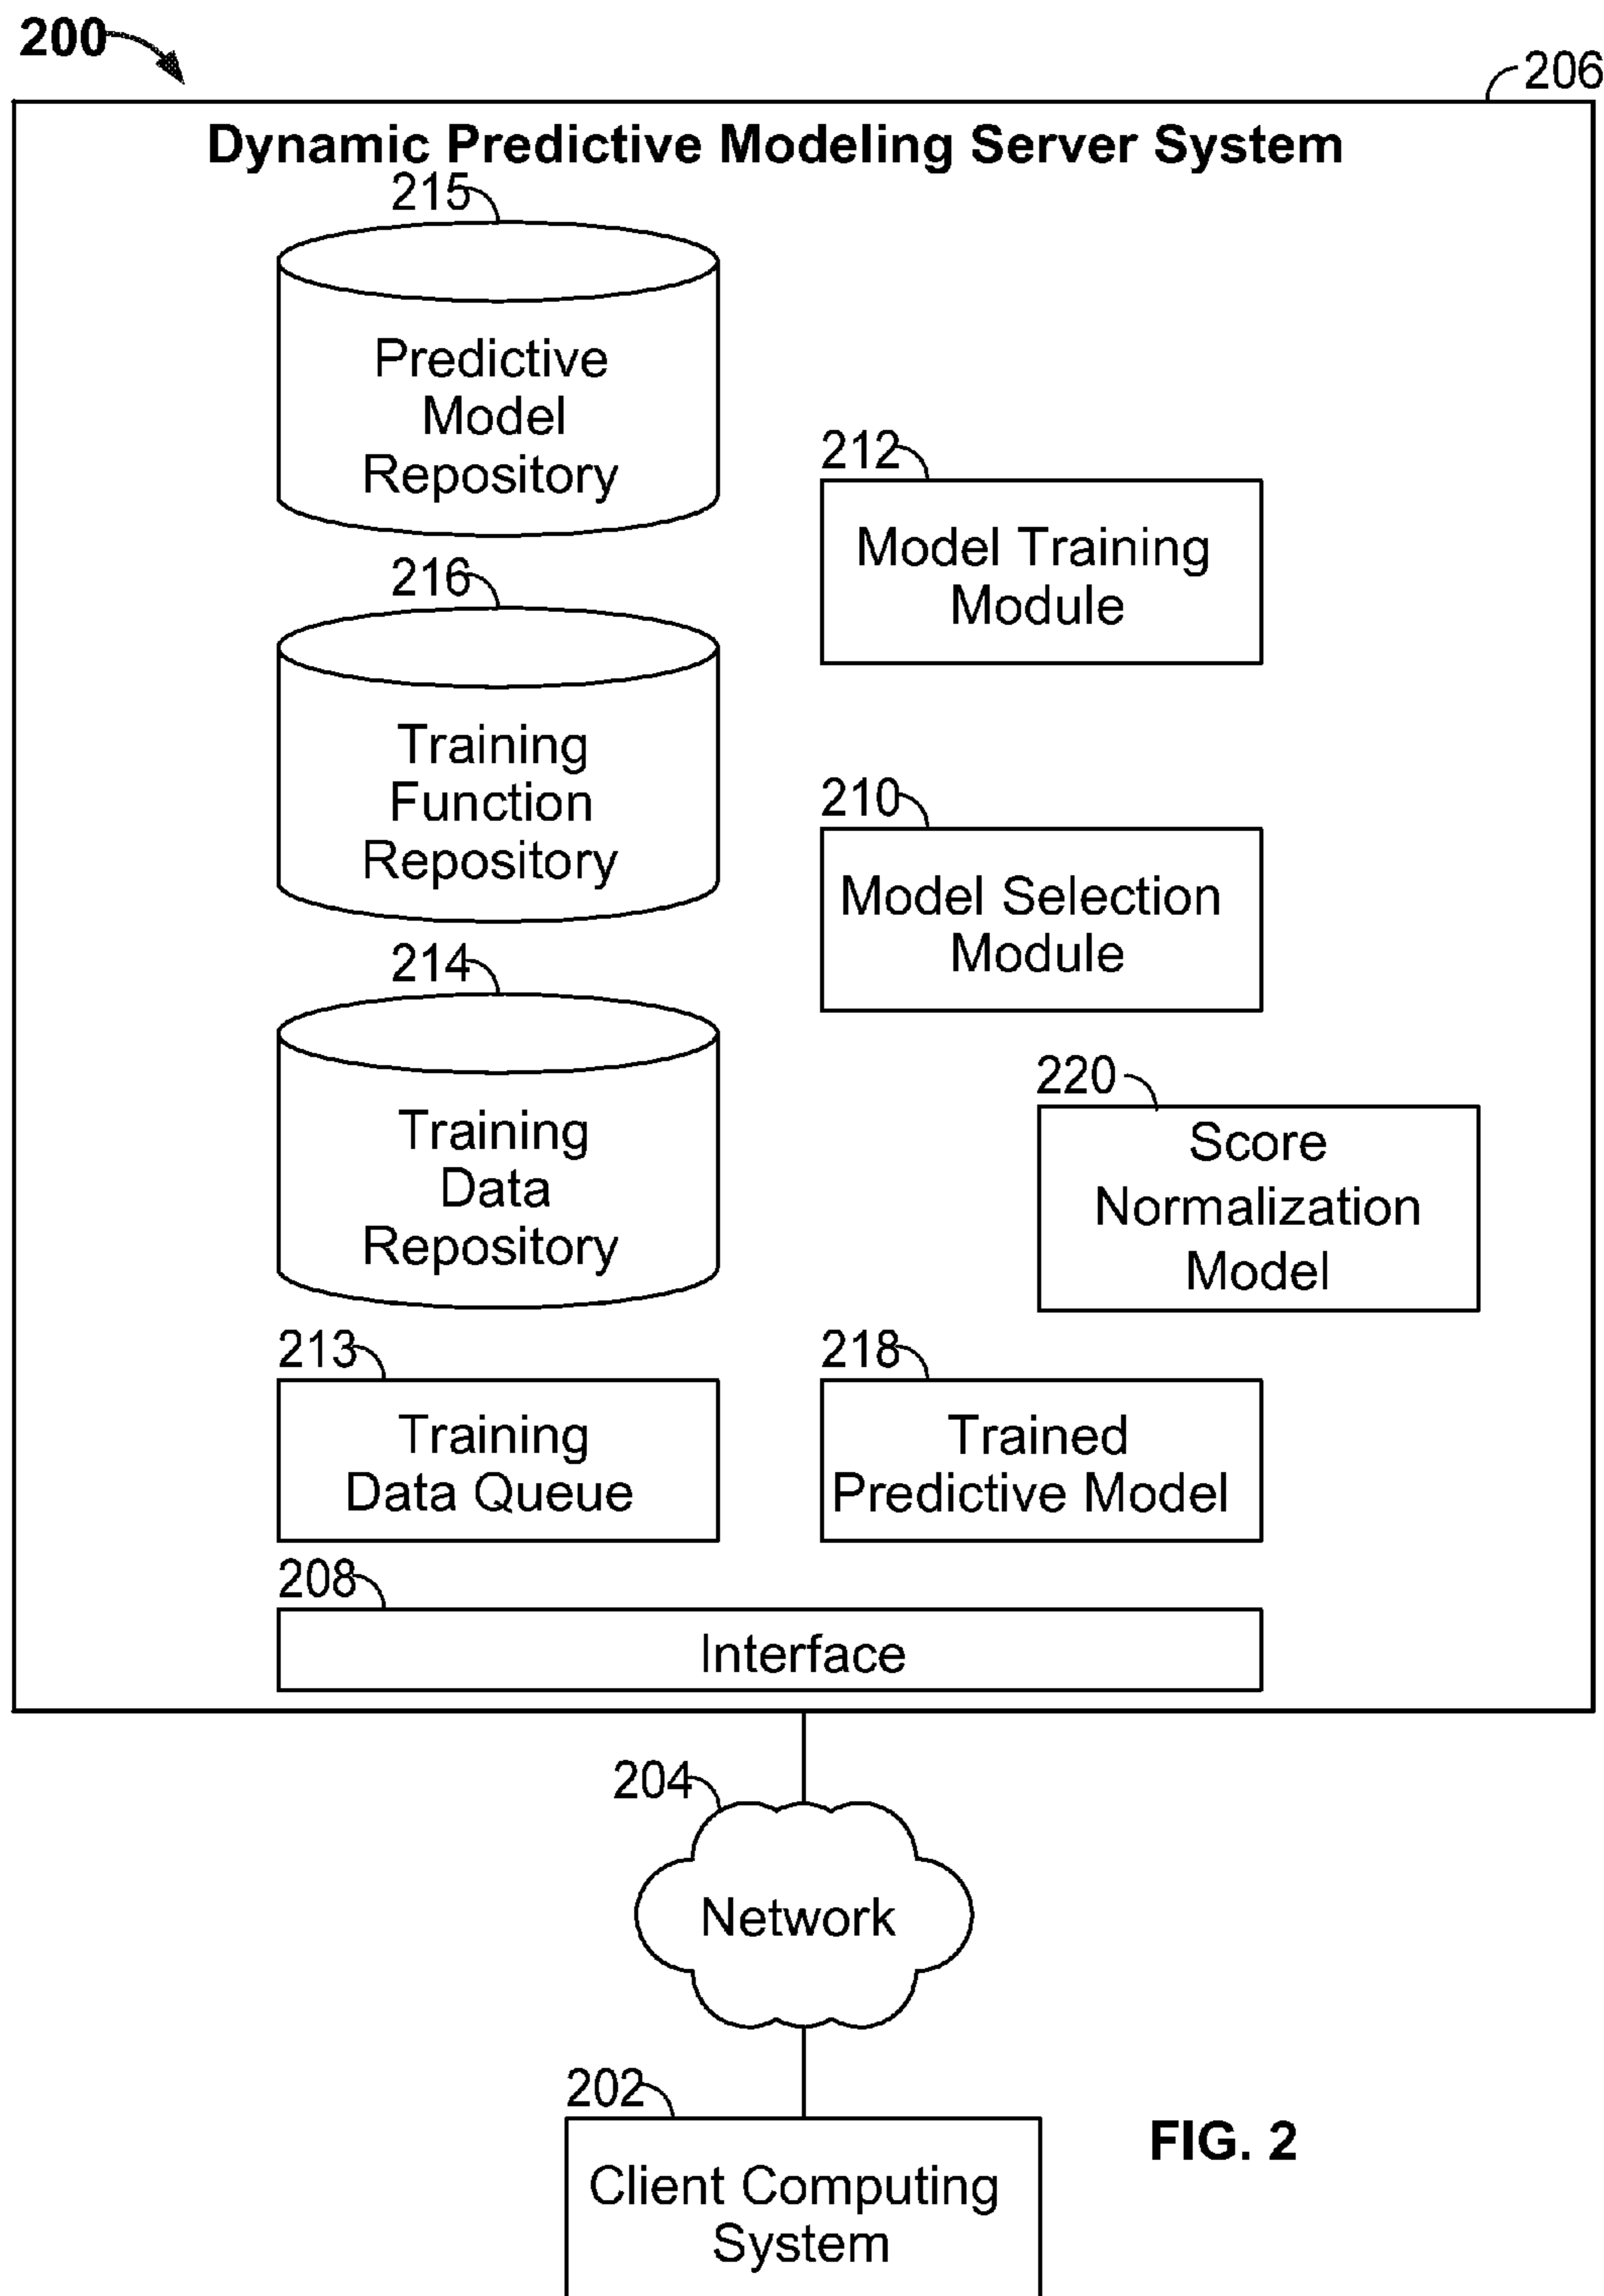 200
206
Dynamic Predictive Modeling Server System
215
Predictive
Model
Repository
212
Model Training
Module
216
Training
Function
Repository
210
Model Selection
Module
214
Training
Data
Repository
220
Score
Normalization
Model
213
Training
Data Queue
218
Trained
Predictive Model
208
Interface
204
Network
202
Client Computing
System
FIG. 2